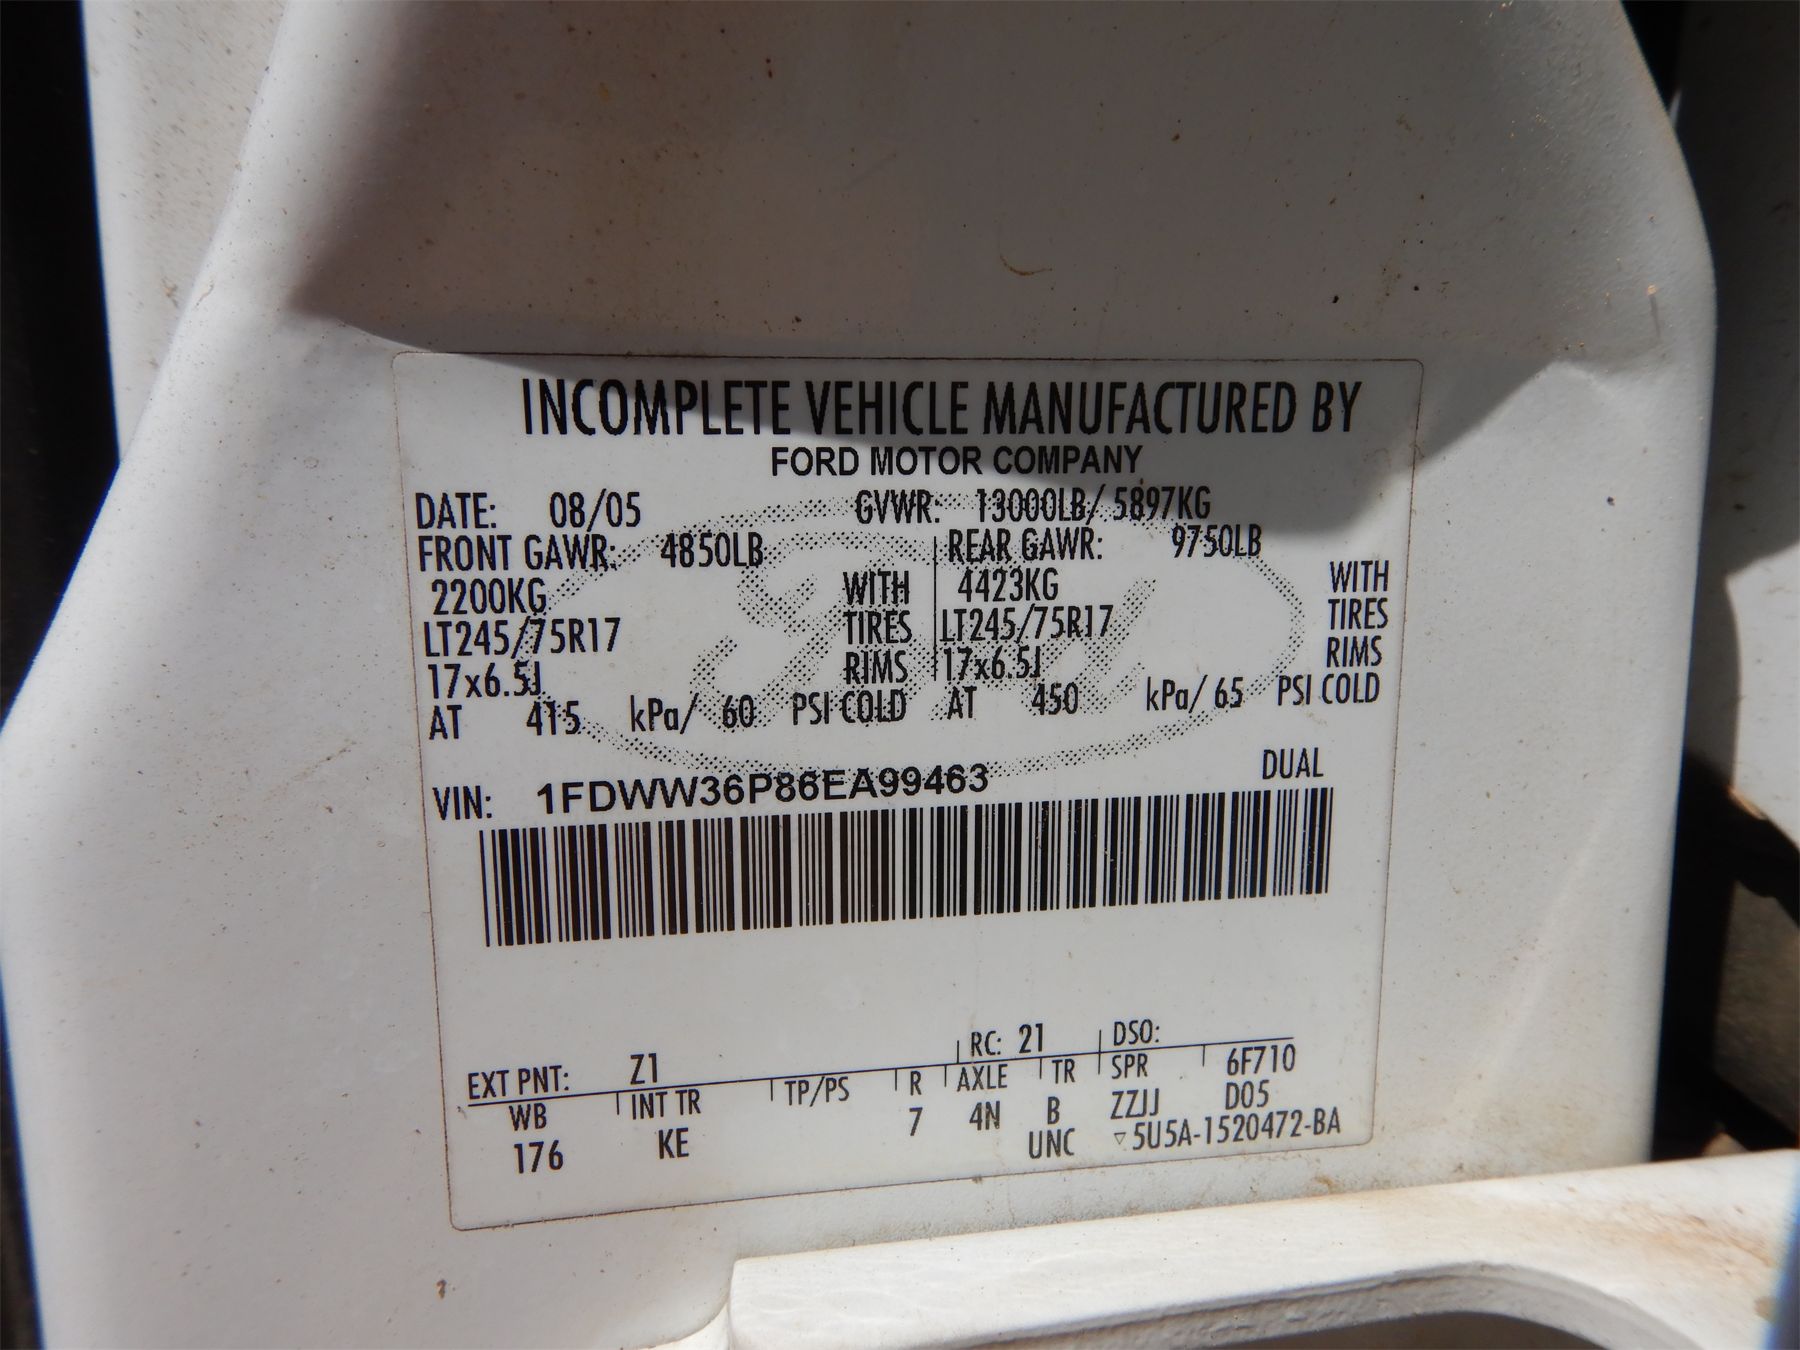 INCOMPLETE VEHICLE MANUFACTURED BY
FORD MOTOR COMPANY
DATE: 08/05 GVWR: 13000LB/ 5897KG
FRONT GAWR: 4850LB REAR GAWR: 9750LB
2200KG WITH 4423KG WITH
LT245/75R17 TIRES LT245/75R17 TIRES
17x6.5J RIMS 17x6.5J RIMS
AT 415 kPa/ 60 PSI COLD AT 450 kPa/ 65 PSI COLD
VIN: 1FDWW36P86EA99463 DUAL
EXT PNT: Z1 RC: 21 DSO:
WB INT TR TP/PS R AXLE TR SPR 6F710
176 KE 7 4N B ZZJJ D05
UNC ▽5U5A-1520472-BA